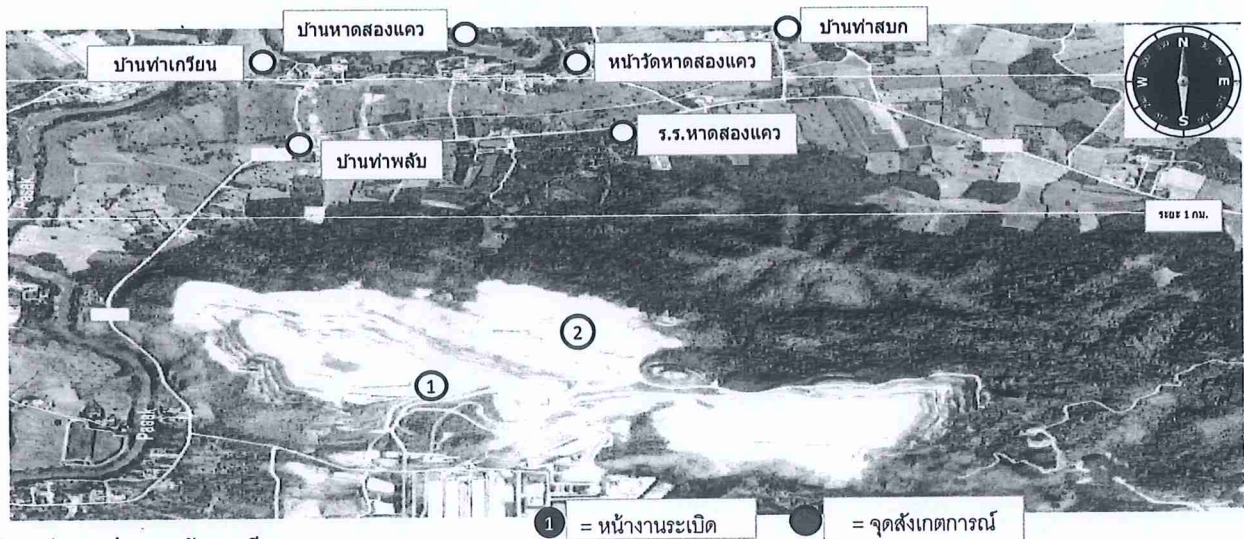 บ้านหาดสองแคว
บ้านท่าสบก
บ้านท่าเกวียน
หน้าวัดหาดสองแคว
N
W
E
S
ร.ร.หาดสองแคว
บ้านท่าพลับ
Pasak
ระยะ 1 กม.
2
1
Pasak
1 = หน้างานระเบิด
= จุดสังเกตการณ์